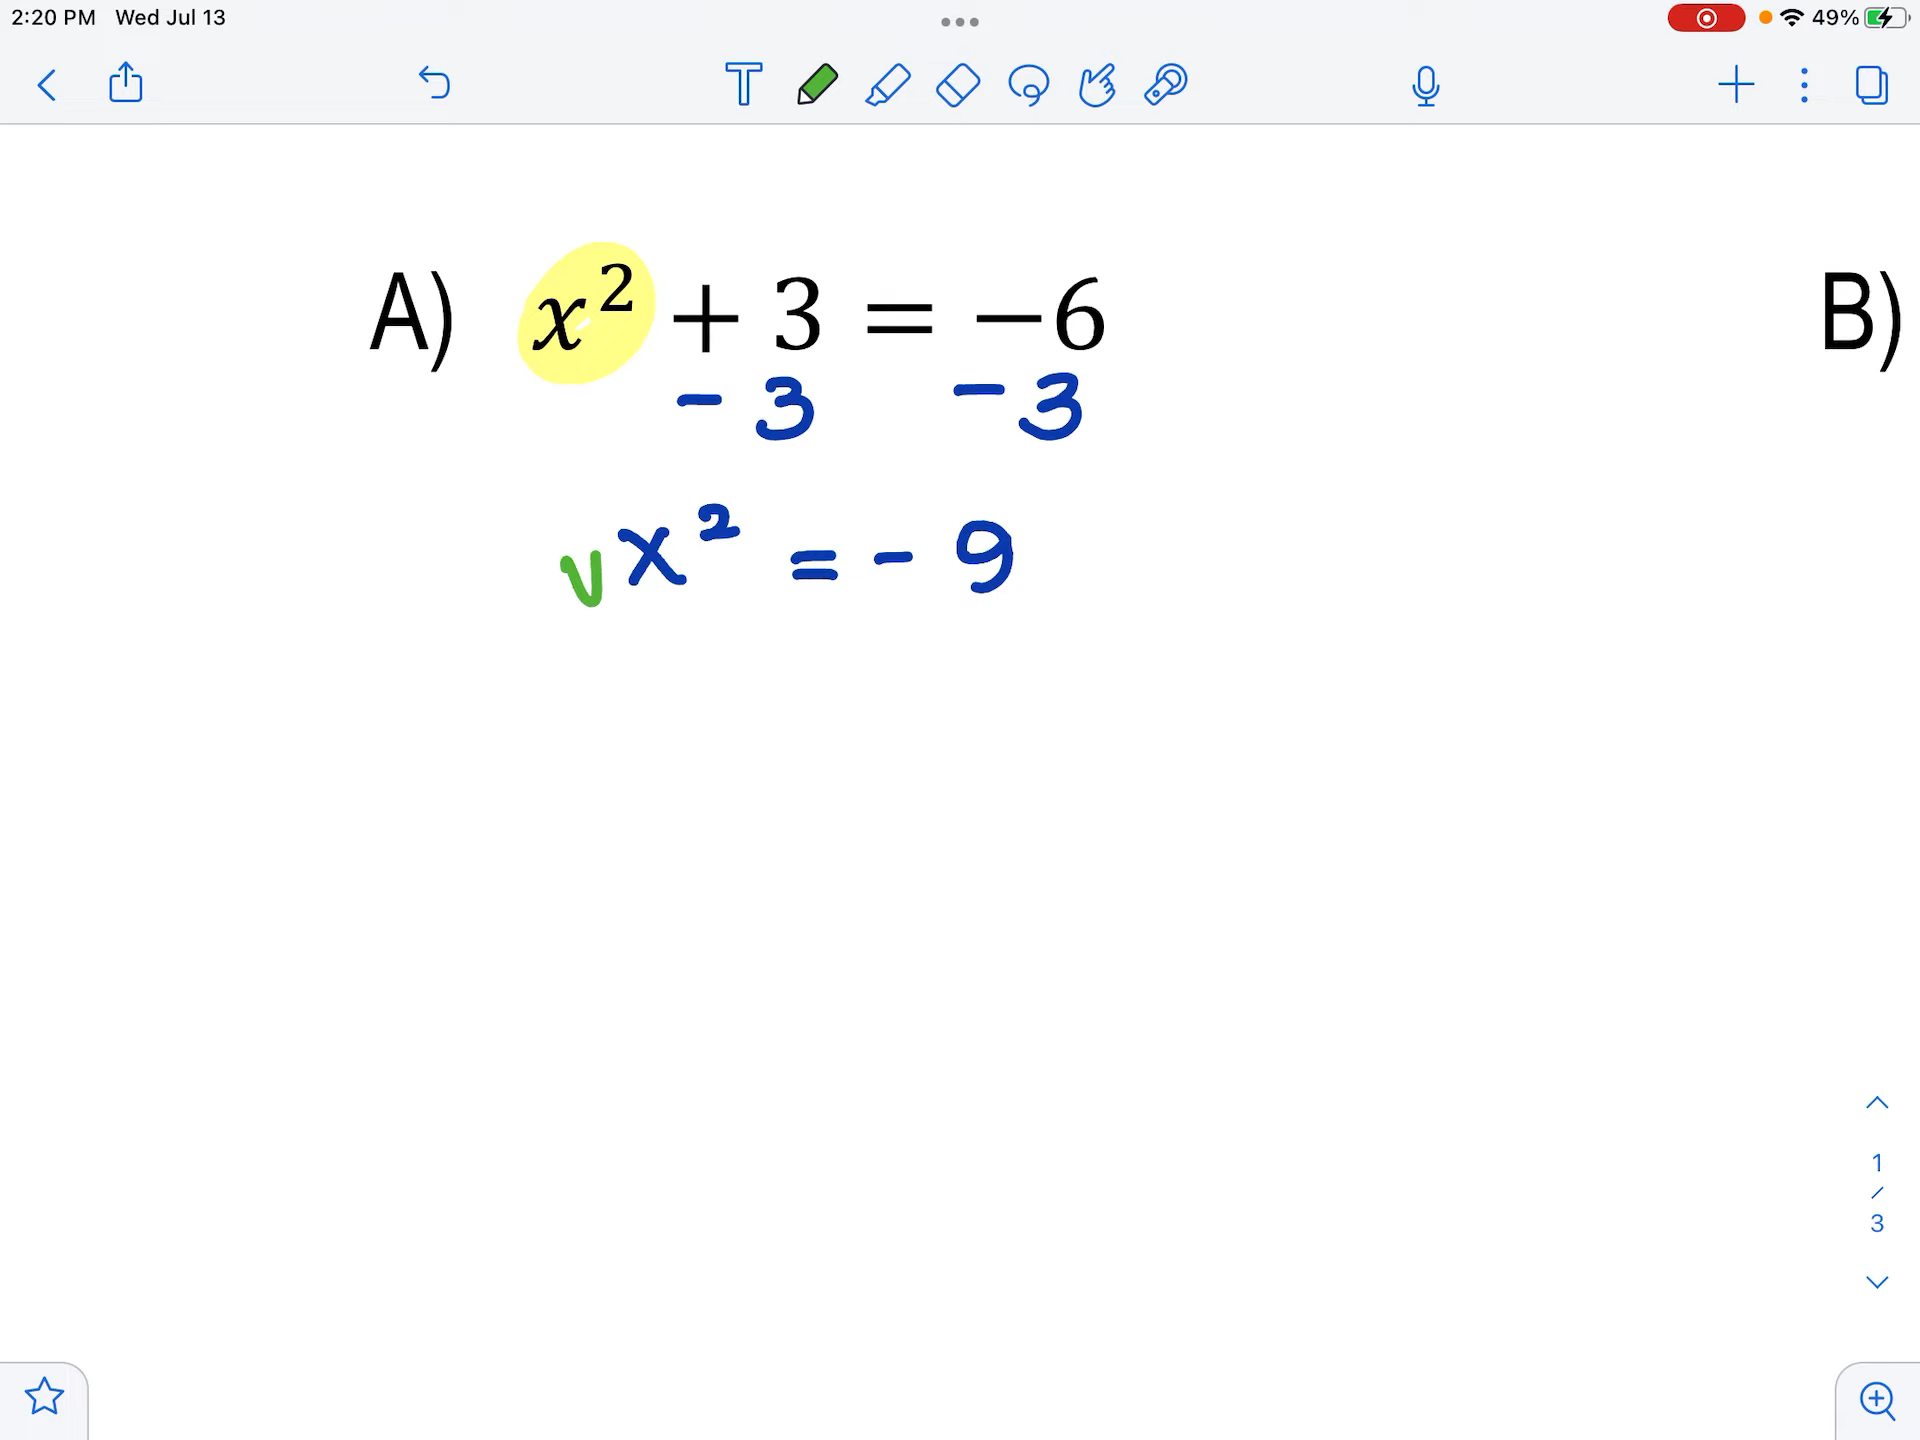 2:20 PM Wed Jul 13
49%
A) x² + 3 = −6
B)
- 3 - 3
√x² = - 9
1
/
3